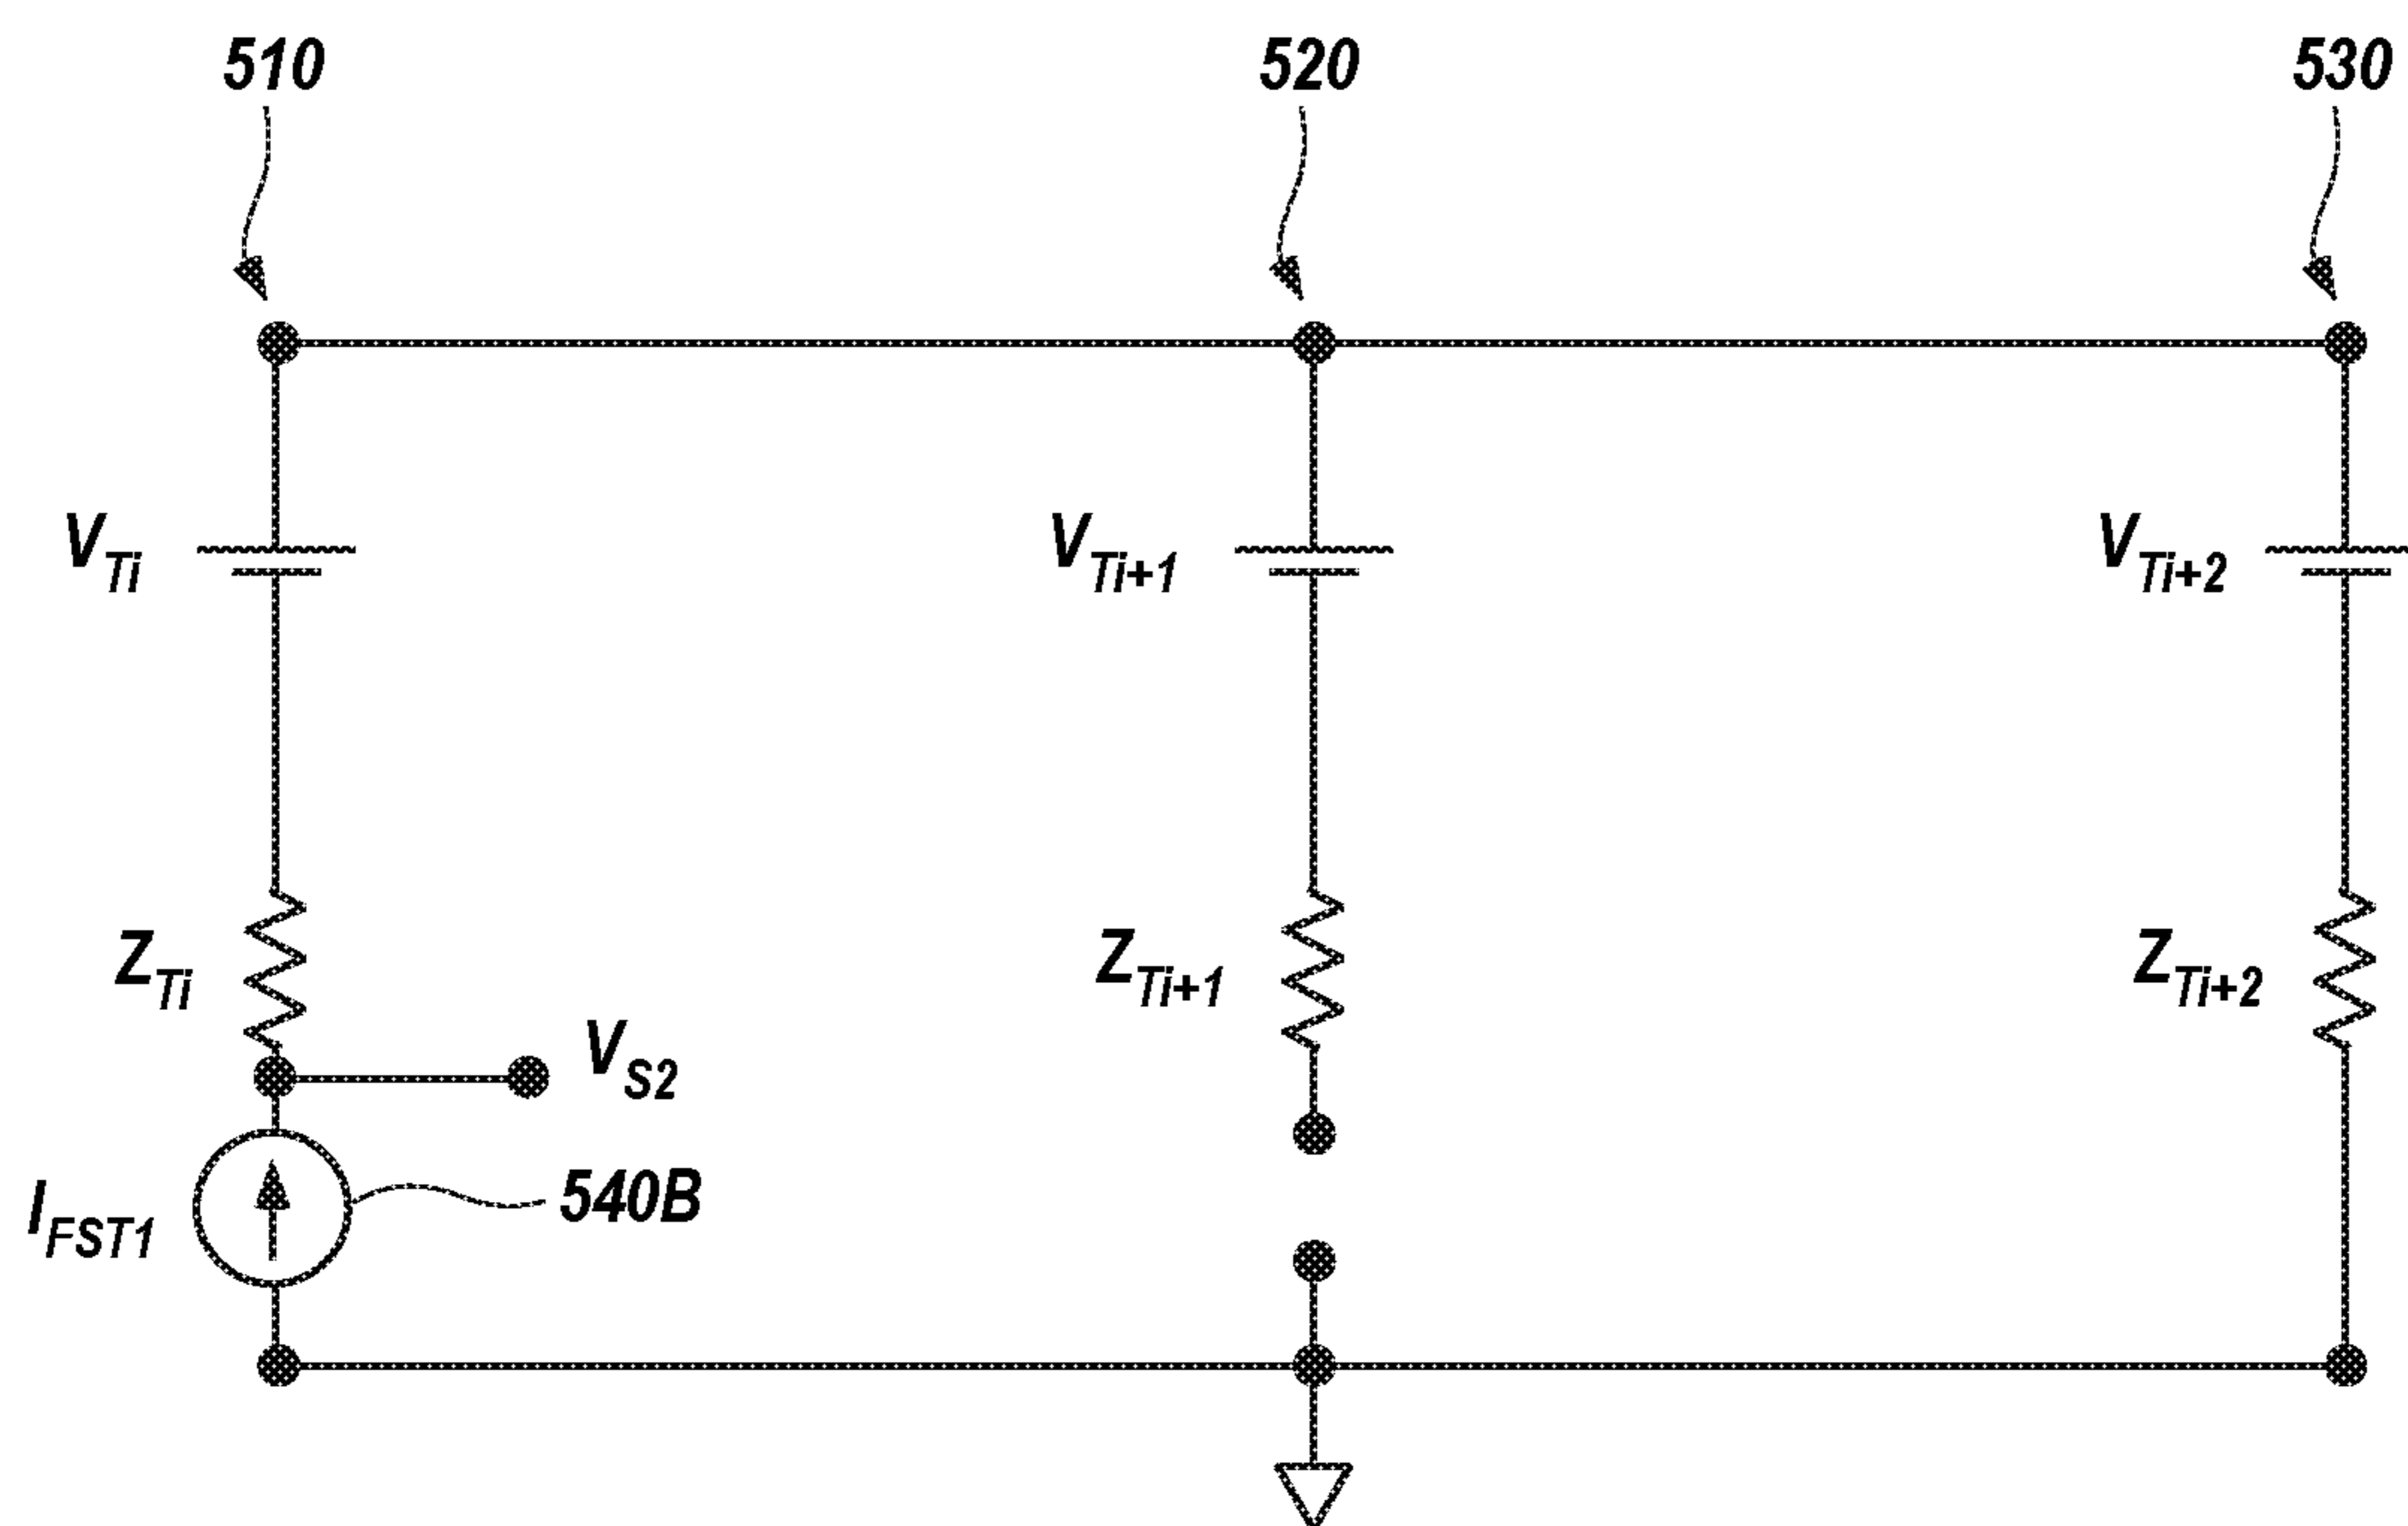 510 520 530
V_Ti V_Ti+1 V_Ti+2
Z_Ti Z_Ti+1 Z_Ti+2
V_S2
I_FST1 540B